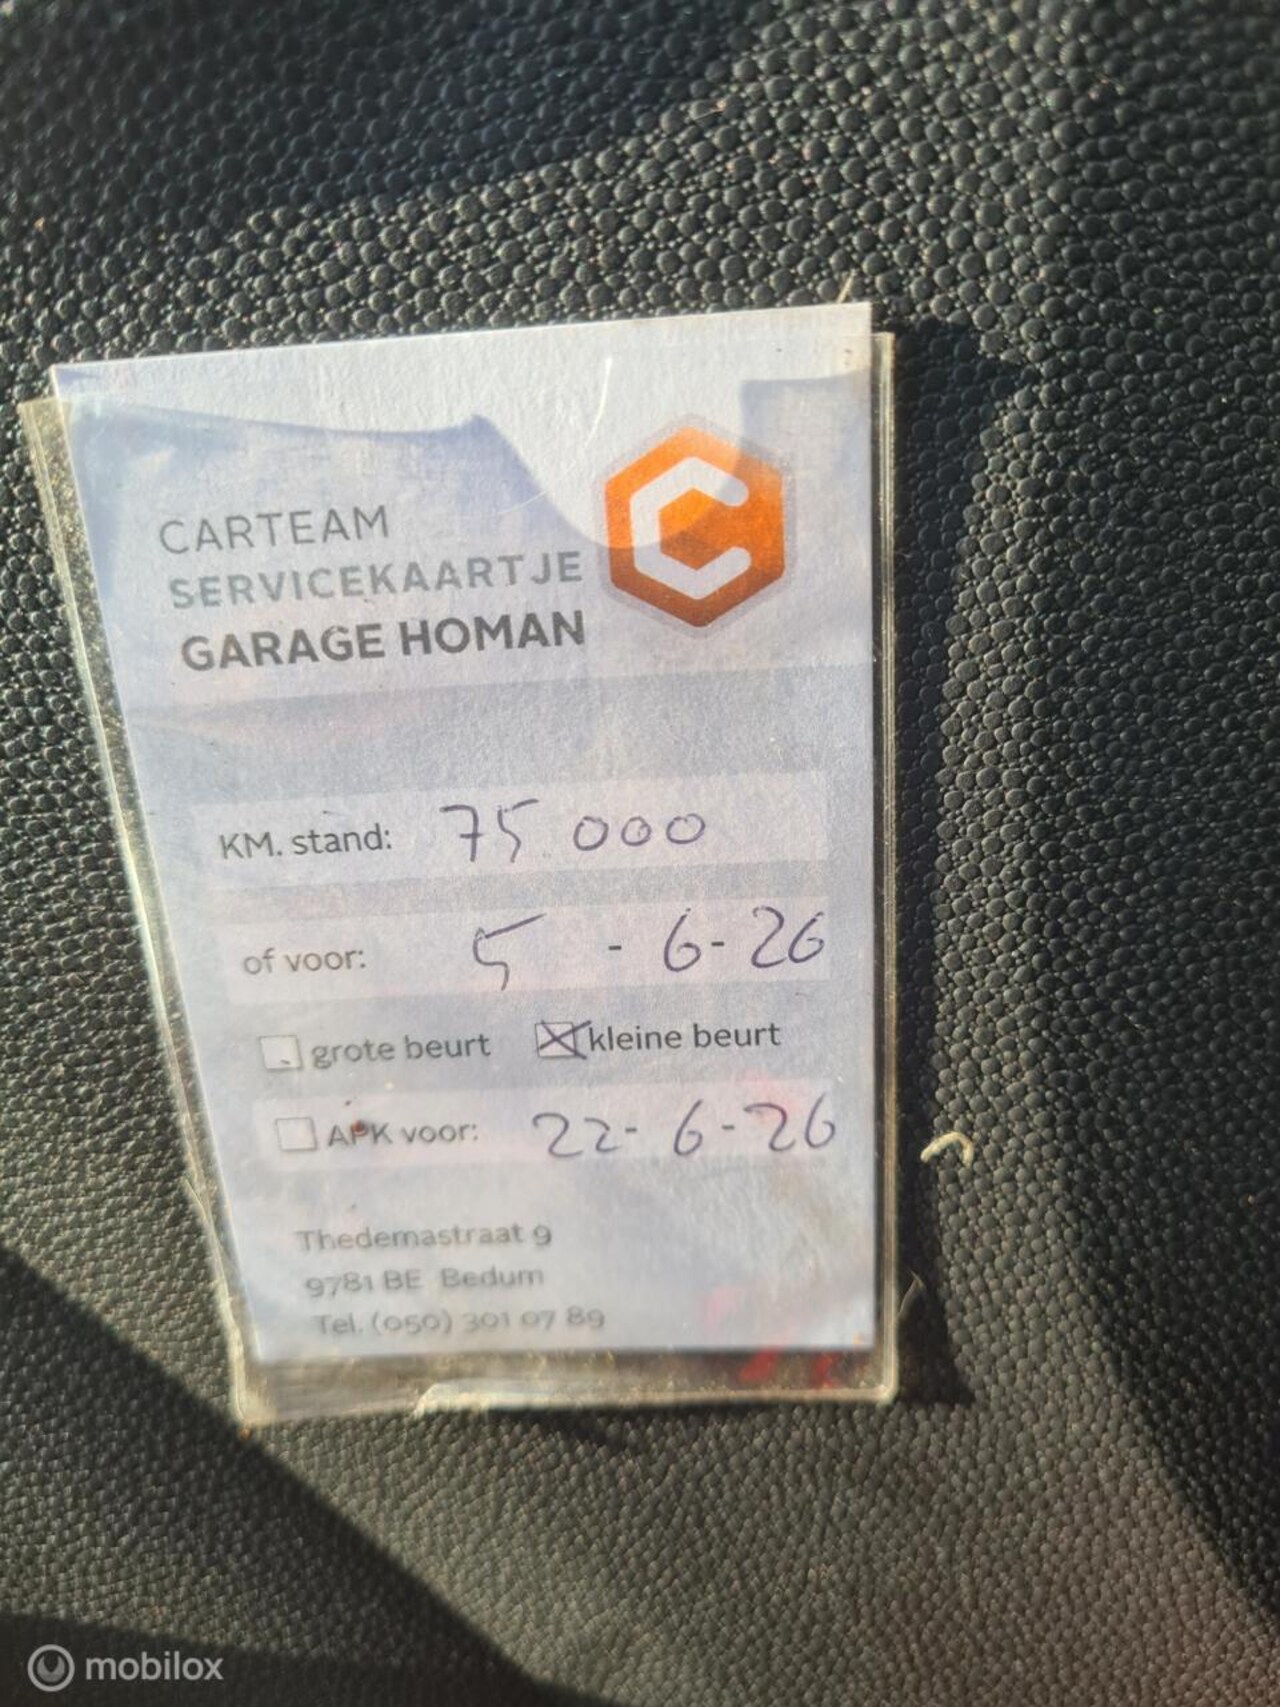 CARTEAM
SERVICEKAARTJE
GARAGE HOMAN
KM. stand: 75.000
of voor: 5 - 6-26
grote beurt kleine beurt
APK voor: 22-6-26
Thedemastraat 9
9781 BE Bedum
Tel. (050) 301 07 89
mobilox